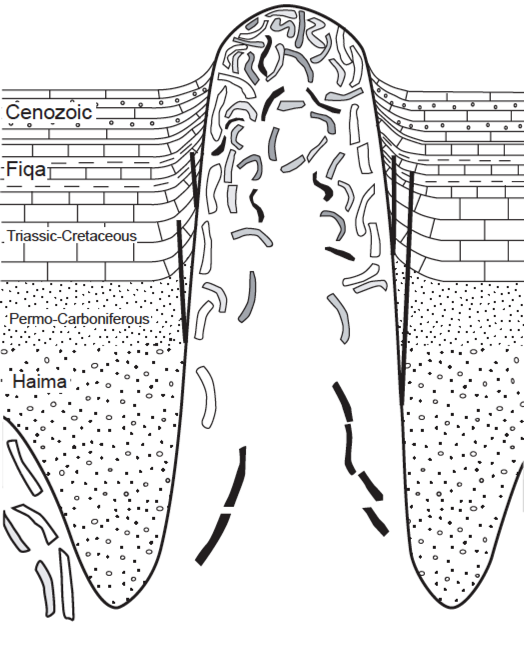 Cenozoic
Fiqa
Triassic-Cretaceous
Permo-Carboniferous
Haima